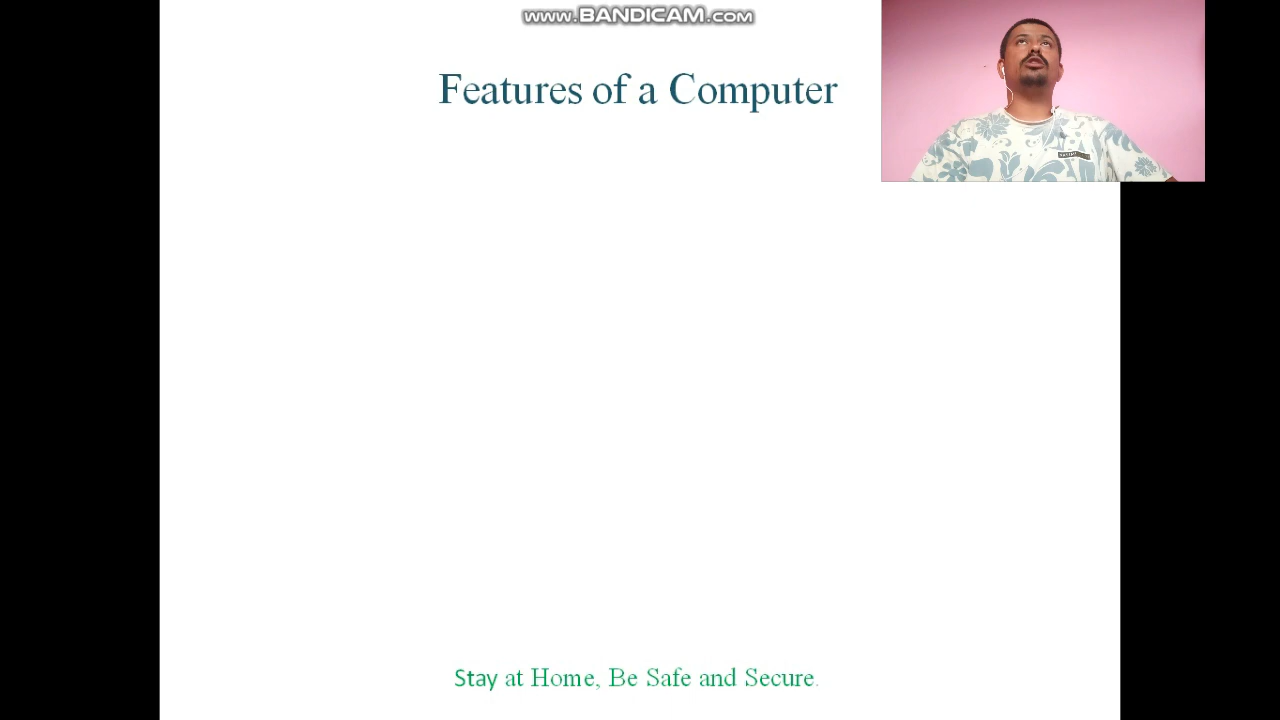 www.BANDICAM.com
Features of a Computer
Stay at Home, Be Safe and Secure.